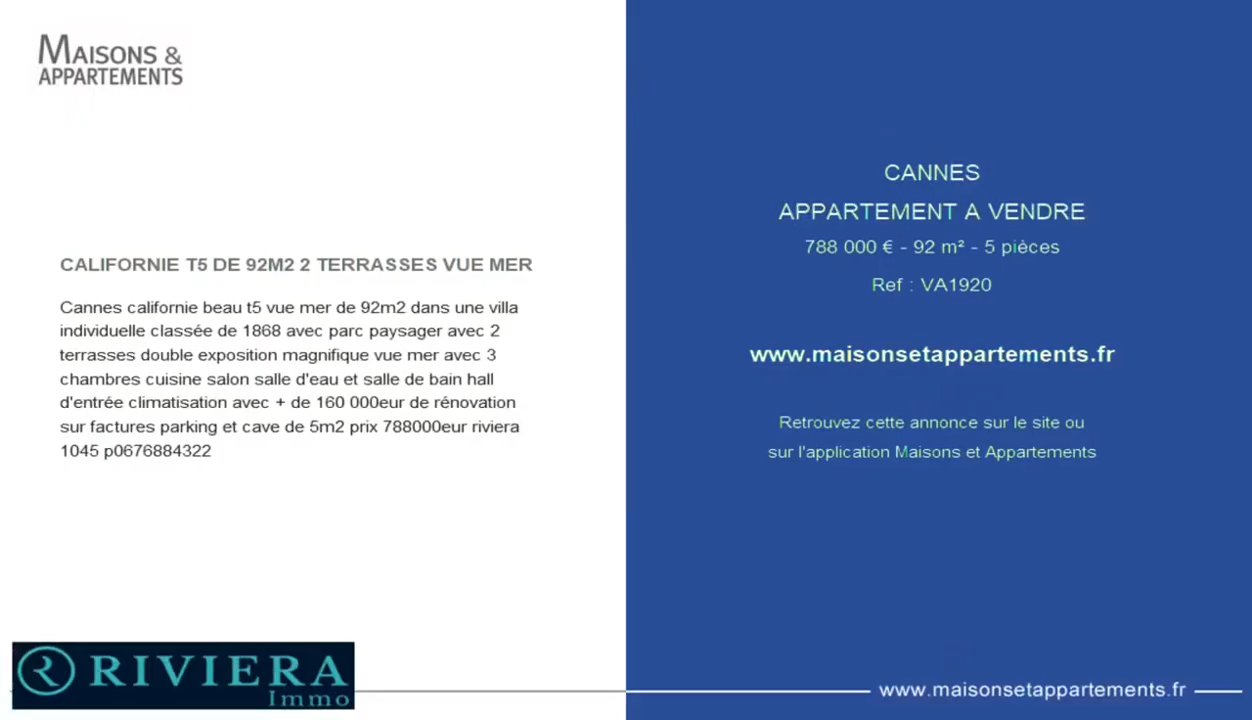 MAISONS &
APPARTEMENTS
CALIFORNIE T5 DE 92M2 2 TERRASSES VUE MER
Cannes californie beau t5 vue mer de 92m2 dans une villa
individuelle classée de 1868 avec parc paysager avec 2
terrasses double exposition magnifique vue mer avec 3
chambres cuisine salon salle d'eau et salle de bain hall
d'entrée climatisation avec + de 160 000eur de rénovation
sur factures parking et cave de 5m2 prix 788000eur riviera
1045 p0676884322
RIVIERA
Immo
CANNES
APPARTEMENT A VENDRE
788 000 € - 92 m² - 5 pièces
Ref : VA1920
www.maisonsetappartements.fr
Retrouvez cette annonce sur le site ou
sur l'application Maisons et Appartements
www.maisonsetappartements.fr